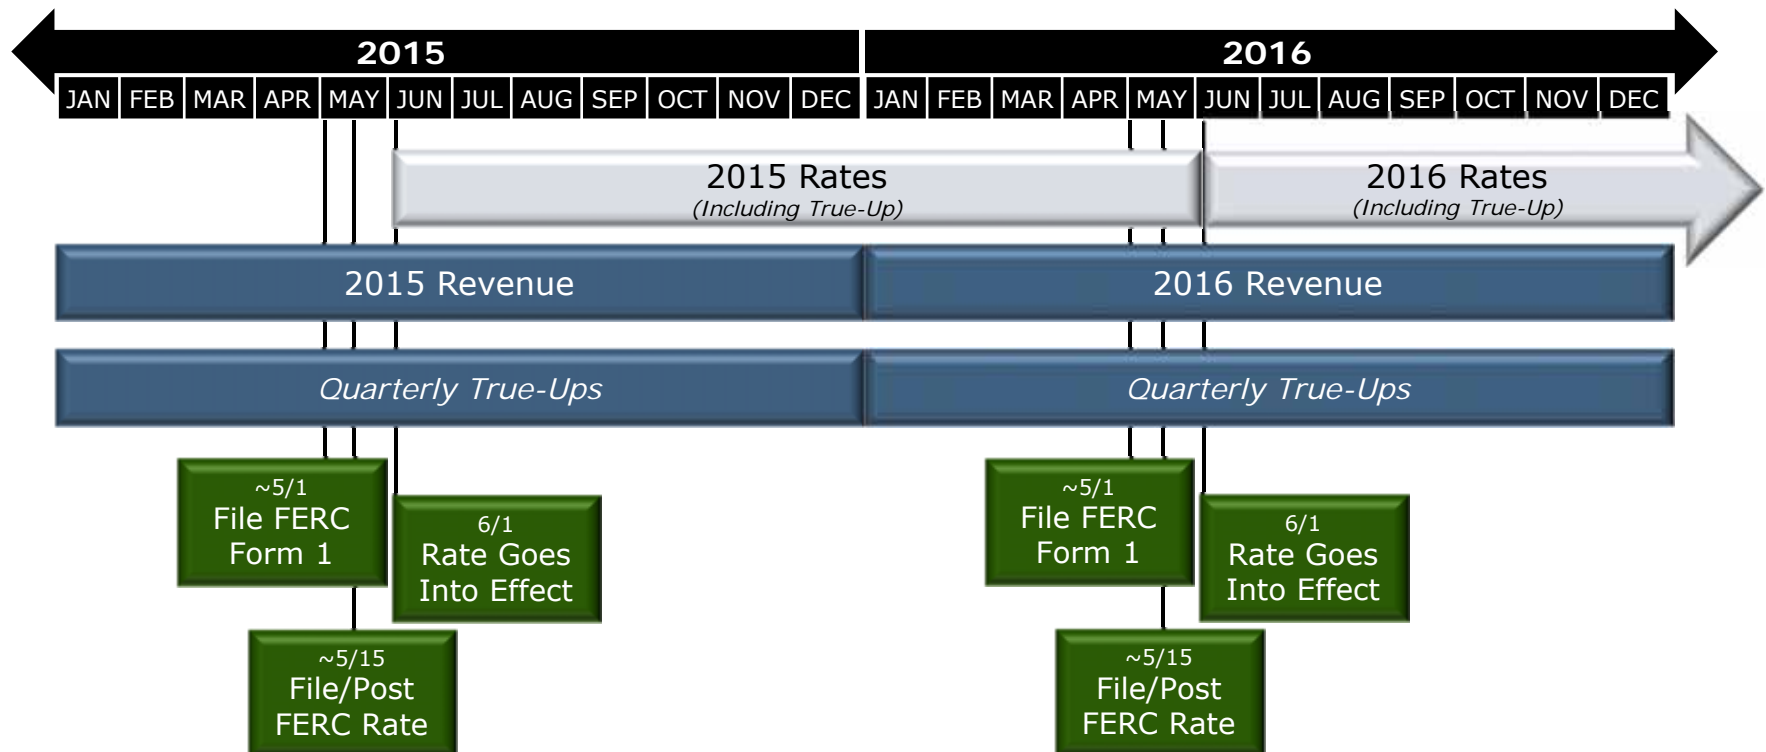 2015 2016
JAN FEB MAR APR MAY JUN JUL AUG SEP OCT NOV DEC JAN FEB MAR APR MAY JUN JUL AUG SEP OCT NOV DEC
2015 Rates
(Including True-Up)
2016 Rates
(Including True-Up)
2015 Revenue
2016 Revenue
Quarterly True-Ups
Quarterly True-Ups
~5/1
File FERC
Form 1
6/1
Rate Goes
Into Effect
~5/15
File/Post
FERC Rate
~5/1
File FERC
Form 1
6/1
Rate Goes
Into Effect
~5/15
File/Post
FERC Rate